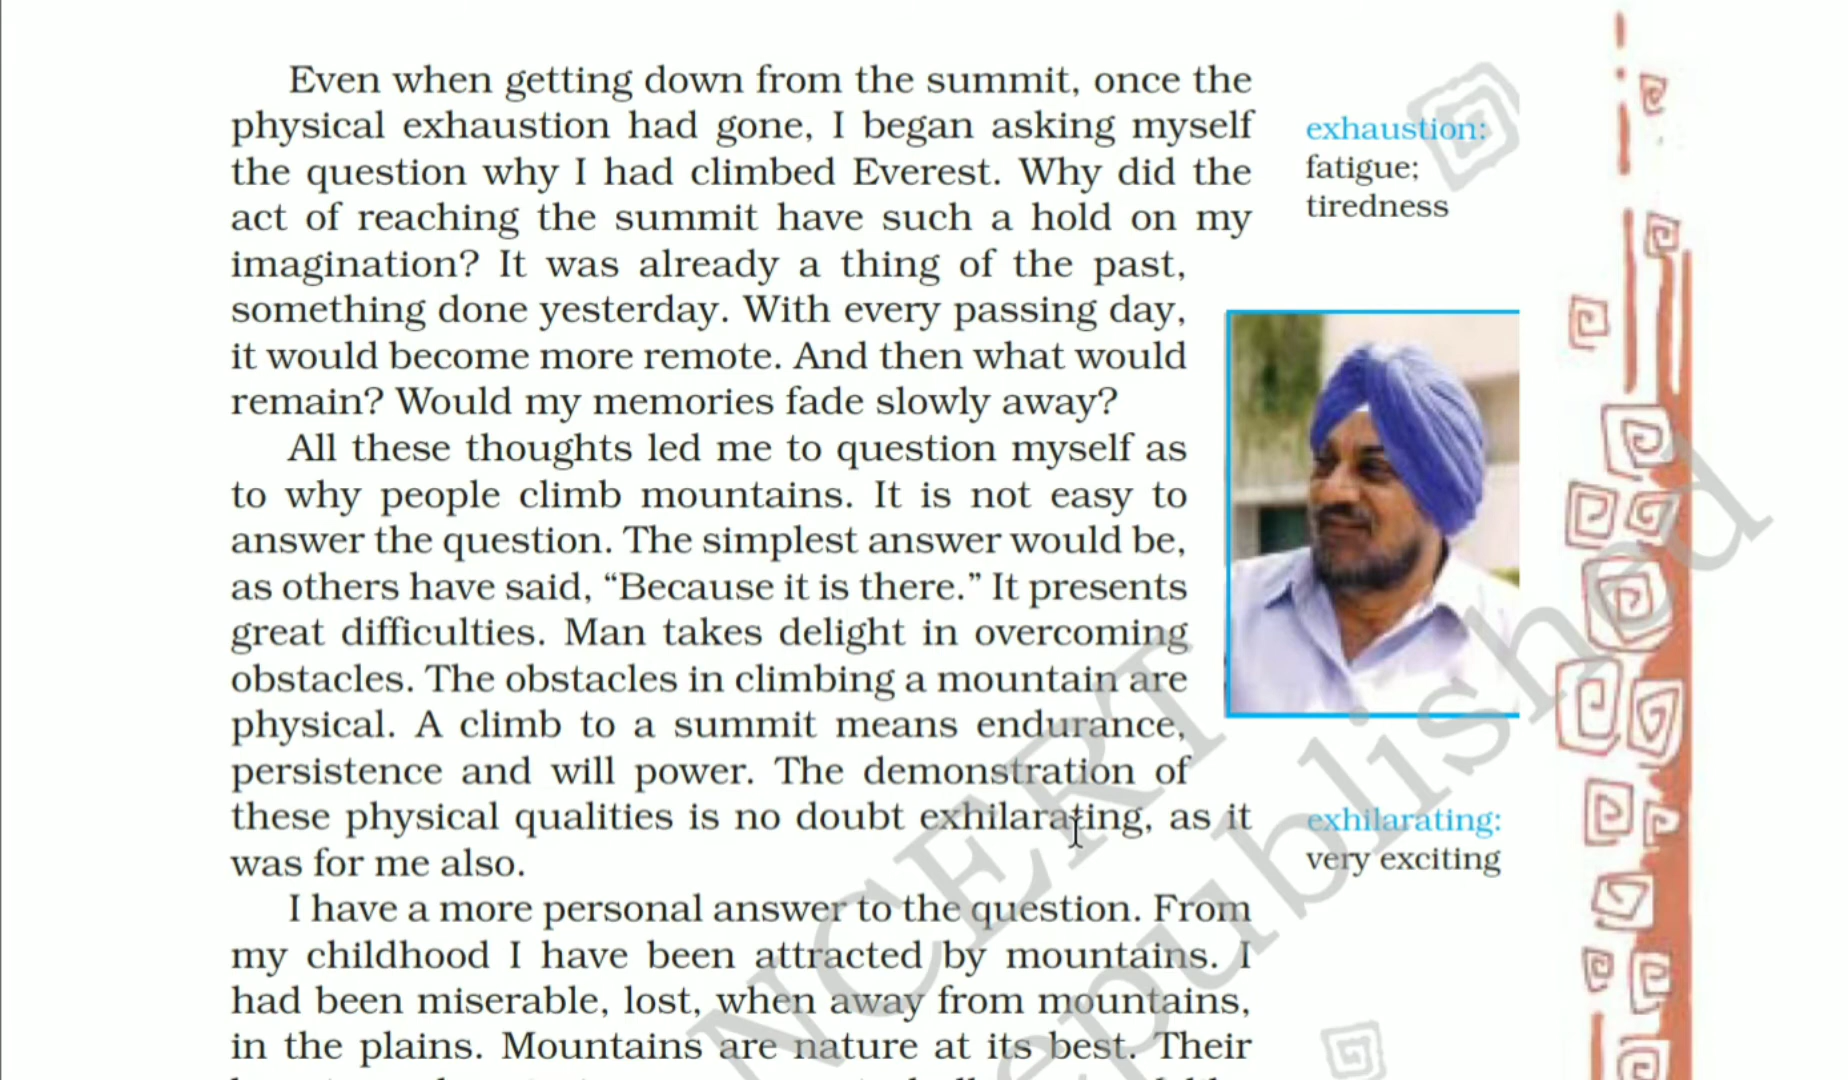 Even when getting down from the summit, once the
physical exhaustion had gone, I began asking myself
the question why I had climbed Everest. Why did the
act of reaching the summit have such a hold on my
imagination? It was already a thing of the past,
something done yesterday. With every passing day,
it would become more remote. And then what would
remain? Would my memories fade slowly away?
All these thoughts led me to question myself as
to why people climb mountains. It is not easy to
answer the question. The simplest answer would be,
as others have said, “Because it is there.” It presents
great difficulties. Man takes delight in overcoming
obstacles. The obstacles in climbing a mountain are
physical. A climb to a summit means endurance,
persistence and will power. The demonstration of
these physical qualities is no doubt exhilarating, as it
was for me also.
I have a more personal answer to the question. From
my childhood I have been attracted by mountains. I
had been miserable, lost, when away from mountains,
in the plains. Mountains are nature at its best. Their
exhaustion:
fatigue;
tiredness
exhilarating:
very exciting
NCERT
republished